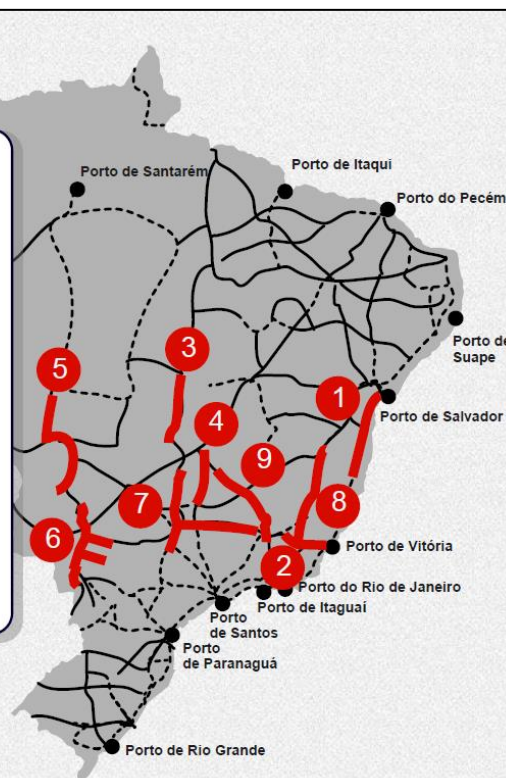 Porto de Santarém
Porto de Itaqui
Porto do Pecém
Porto de
Suape
3
5
1
Porto de Salvador
4
9
7
8
6
Porto de Vitória
2
Porto do Rio de Janeiro
Porto de Itaguaí
Porto
de Santos
Porto
de Paranaguá
Porto de Rio Grande